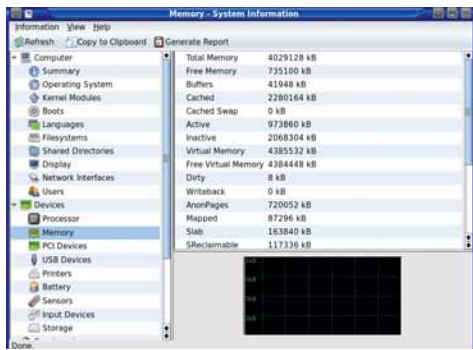 Memory - System Information
Information View Help
Refresh Copy to Clipboard Generate Report
Computer
Summary
Operating System
Kernel Modules
Boots
Languages
Filesystems
Shared Directories
Display
Network Interfaces
Users
Devices
Processor
Memory
PCI Devices
USB Devices
Printers
Battery
Sensors
Input Devices
Storage
Total Memory 4029128 kB
Free Memory 735100 kB
Buffers 41948 kB
Cached 2280164 kB
Cached Swap 0 kB
Active 973860 kB
Inactive 2068304 kB
Virtual Memory 4385532 kB
Free Virtual Memory 4384448 kB
Dirty 8 kB
Writeback 0 kB
AnonPages 720052 kB
Mapped 87296 kB
Slab 163840 kB
SReclaimable 117336 kB
Done.